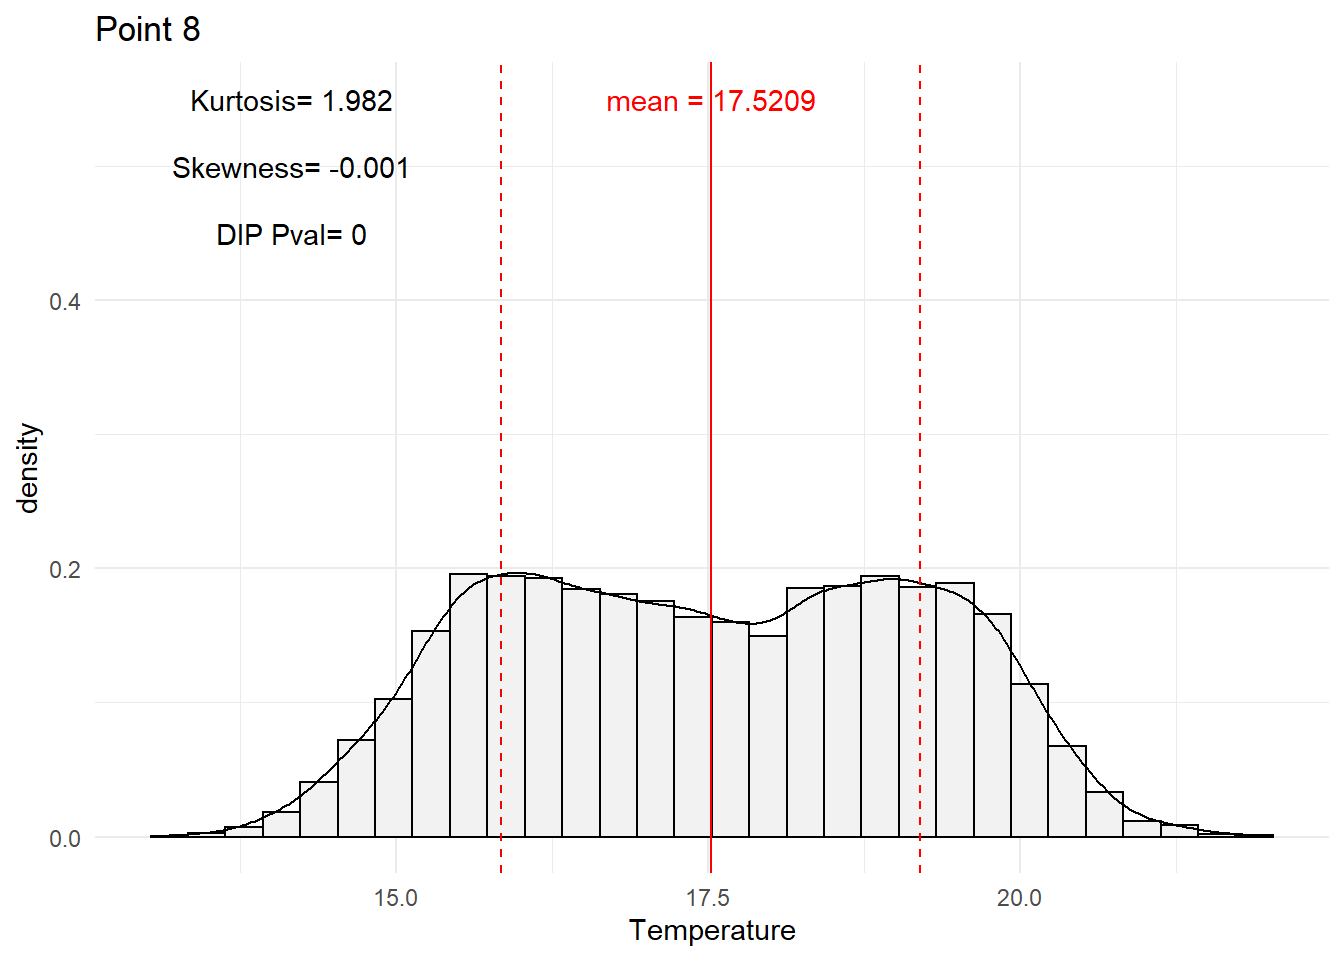 Point 8
Kurtosis= 1.982
mean = 17.5209
Skewness= -0.001
DIP Pval= 0
0.4
0.2
0.0
density
15.0
17.5
20.0
Temperature